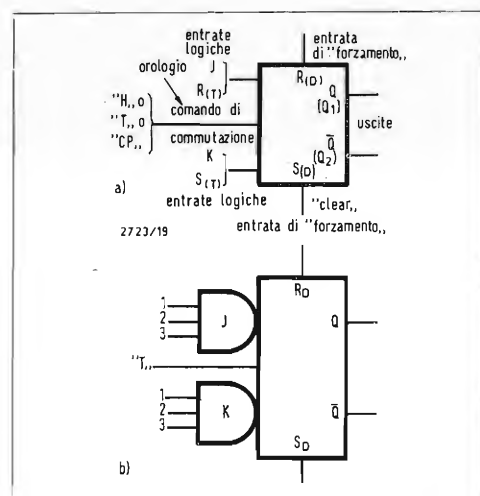 entrate
logiche
entrata
di "forzamento„
orologio
J
R(T)
R(D)
Q
(Q1)
"H„ o
"T„ o
"CP„
comando di
commutazione
uscite
Q̅
(Q2)
K
S(T)
S(D)
a)
entrate logiche
"clear„
entrata di "forzamento„
2723/19
RD
1
2
3
J
Q
"T„
1
2
3
K
Q̅
SD
b)